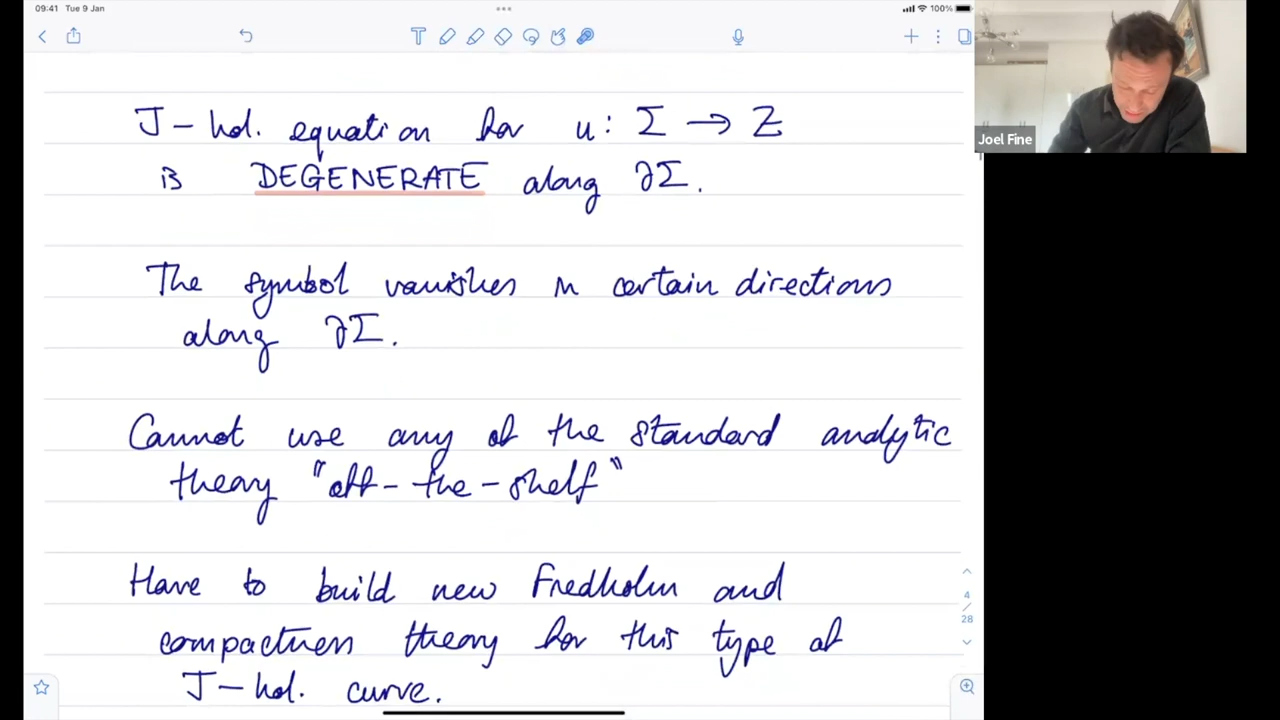 09:41 Tue 9 Jan
100%
J-hol. equation for u: Σ → Z
is DEGENERATE along ∂Σ.
The symbol vanishes in certain directions
along ∂Σ.
Cannot use any of the standard analytic
theory "off-the-shelf"
Have to build new Fredholm and
compactness theory for this type of
J-hol. curve.
4
/
28
Joel Fine